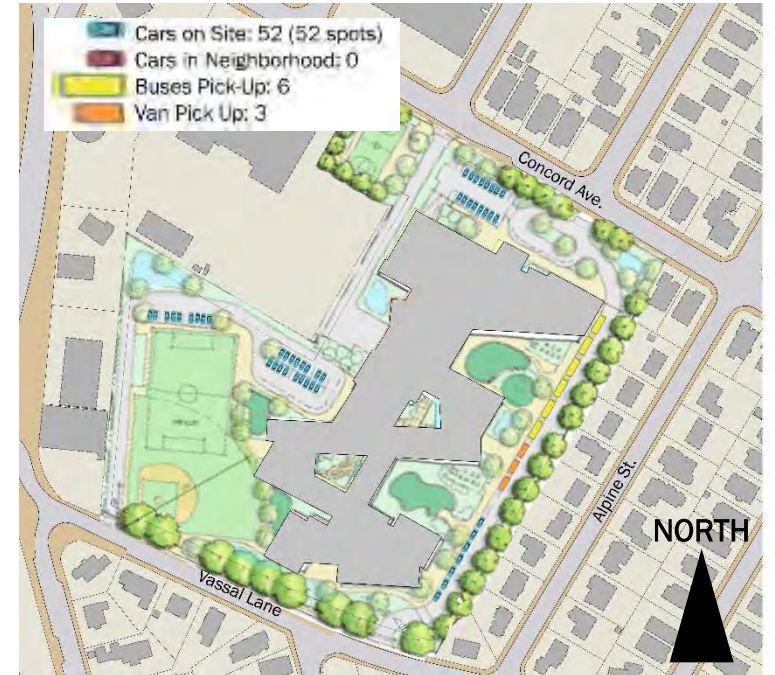 Cars on Site: 52 (52 spots)
Cars in Neighborhood: 0
Buses Pick-Up: 6
Van Pick Up: 3
Concord Ave.
Alpine St.
NORTH
Vassal Lane